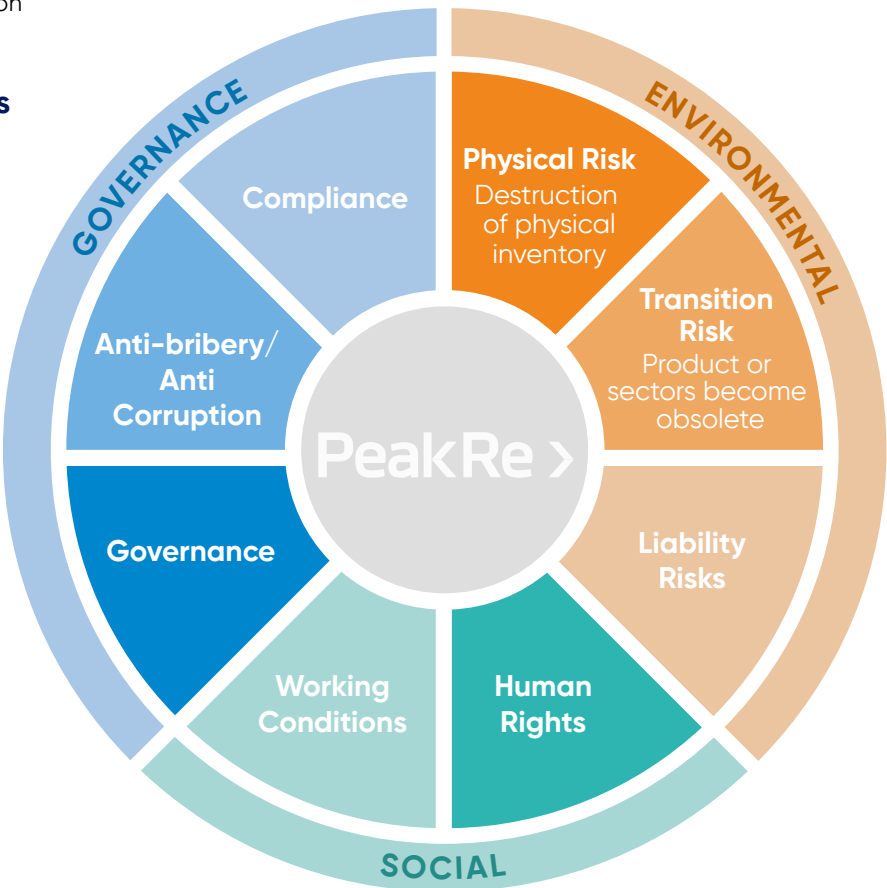 on
s
GOVERNANCE
ENVIRONMENTAL
Compliance
Physical Risk
Destruction
of physical
inventory
Transition
Risk
Product or
sectors become
obsolete
Anti-bribery/
Anti
Corruption
PeakRe >
Governance
Liability
Risks
Working
Conditions
Human
Rights
SOCIAL